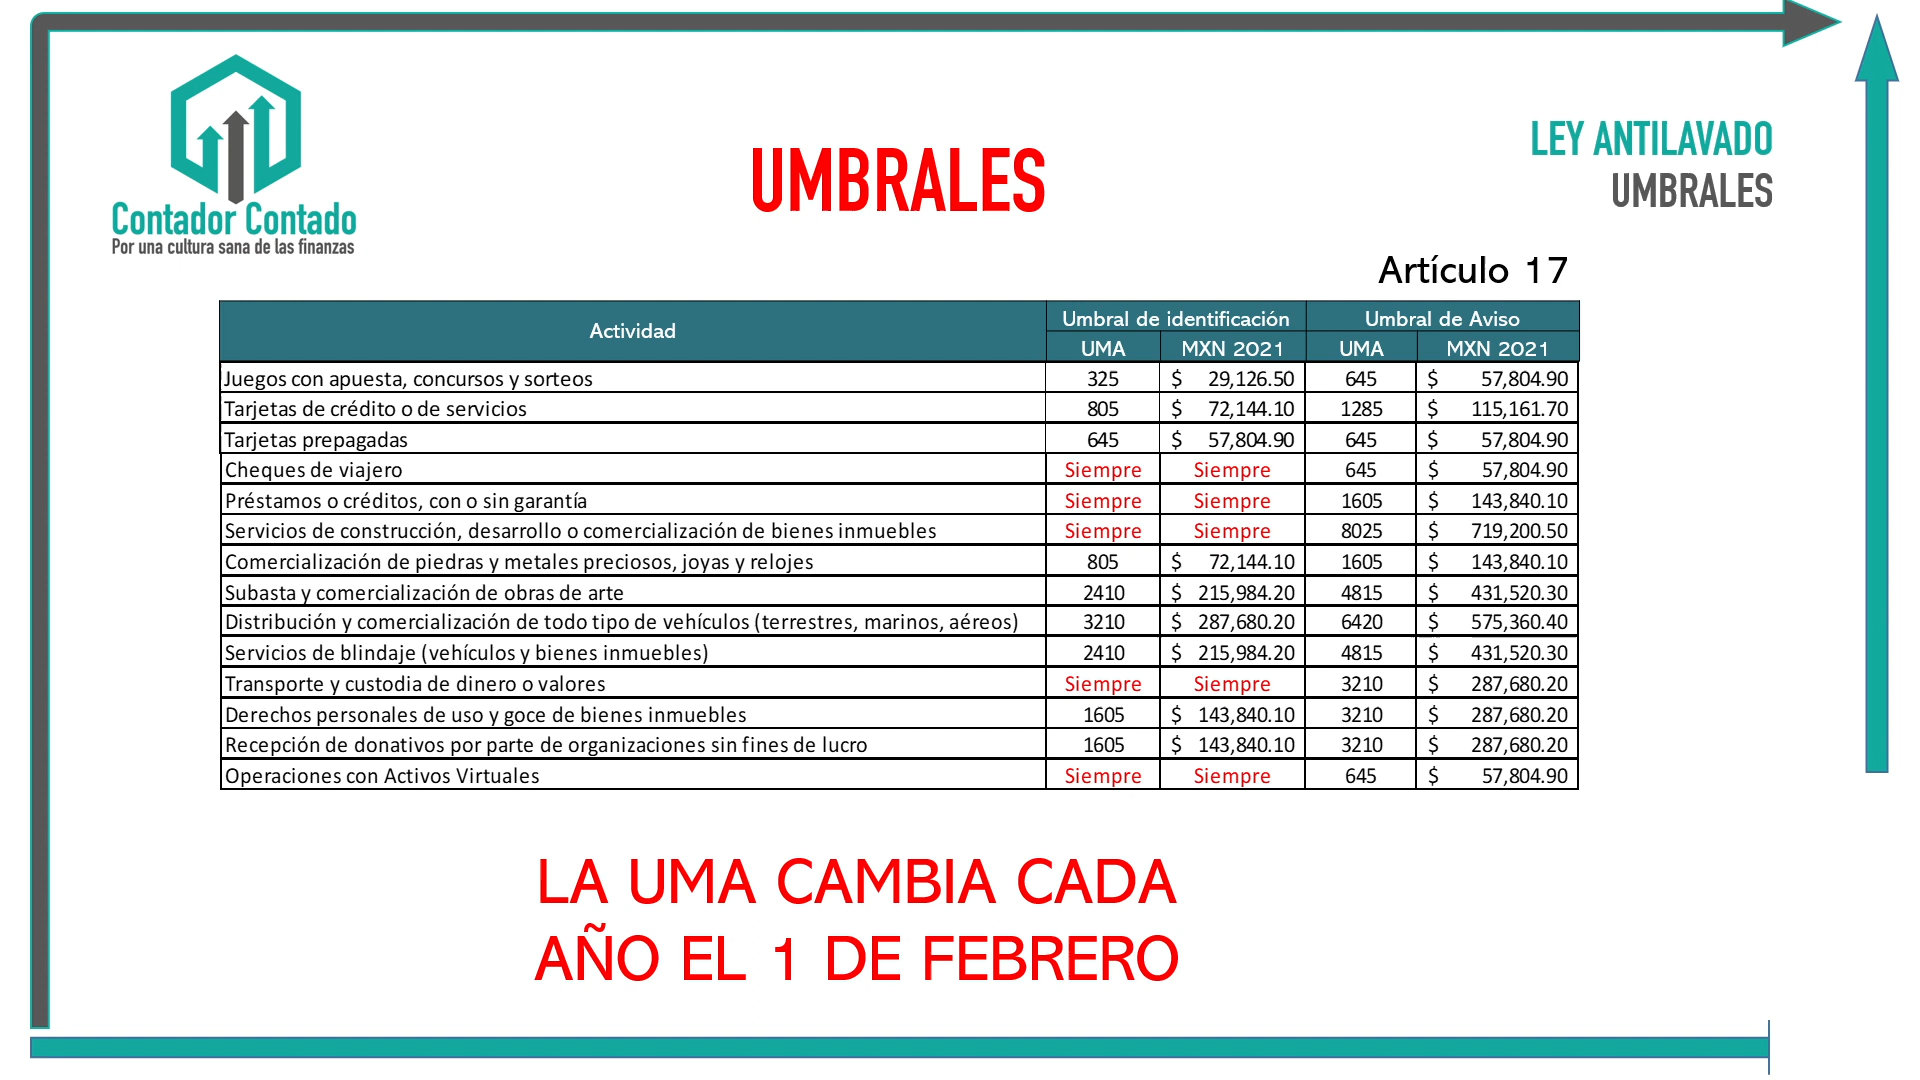 Contador Contado
Por una cultura sana de las finanzas
UMBRALES
LEY ANTILAVADO
UMBRALES
Artículo 17
Actividad Umbral de identificación Umbral de Aviso
UMA MXN 2021 UMA MXN 2021
Juegos con apuesta, concursos y sorteos 325 $ 29,126.50 645 $ 57,804.90
Tarjetas de crédito o de servicios 805 $ 72,144.10 1285 $ 115,161.70
Tarjetas prepagadas 645 $ 57,804.90 645 $ 57,804.90
Cheques de viajero Siempre Siempre 645 $ 57,804.90
Préstamos o créditos, con o sin garantía Siempre Siempre 1605 $ 143,840.10
Servicios de construcción, desarrollo o comercialización de bienes inmuebles Siempre Siempre 8025 $ 719,200.50
Comercialización de piedras y metales preciosos, joyas y relojes 805 $ 72,144.10 1605 $ 143,840.10
Subasta y comercialización de obras de arte 2410 $ 215,984.20 4815 $ 431,520.30
Distribución y comercialización de todo tipo de vehículos (terrestres, marinos, aéreos) 3210 $ 287,680.20 6420 $ 575,360.40
Servicios de blindaje (vehículos y bienes inmuebles) 2410 $ 215,984.20 4815 $ 431,520.30
Transporte y custodia de dinero o valores Siempre Siempre 3210 $ 287,680.20
Derechos personales de uso y goce de bienes inmuebles 1605 $ 143,840.10 3210 $ 287,680.20
Recepción de donativos por parte de organizaciones sin fines de lucro 1605 $ 143,840.10 3210 $ 287,680.20
Operaciones con Activos Virtuales Siempre Siempre 645 $ 57,804.90
LA UMA CAMBIA CADA
AÑO EL 1 DE FEBRERO